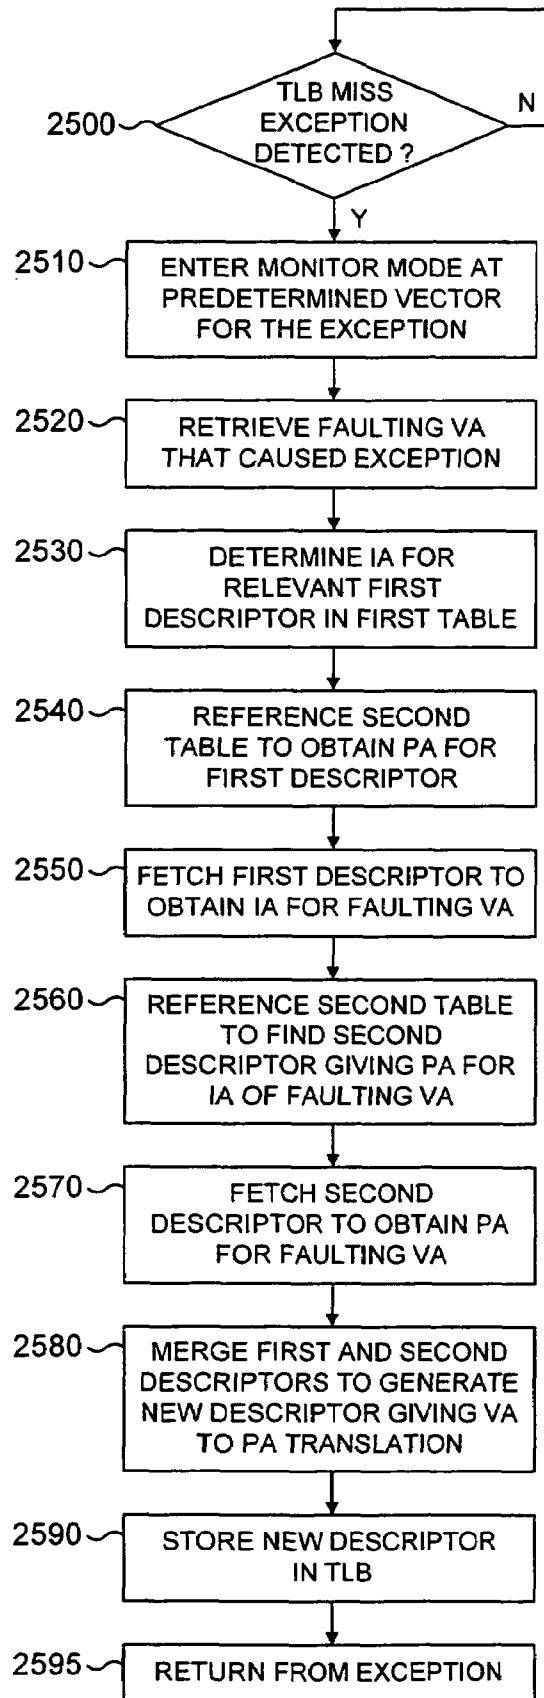 TLB MISS
EXCEPTION
DETECTED ?
N
2500
Y
2510
ENTER MONITOR MODE AT
PREDETERMINED VECTOR
FOR THE EXCEPTION
2520
RETRIEVE FAULTING VA
THAT CAUSED EXCEPTION
2530
DETERMINE IA FOR
RELEVANT FIRST
DESCRIPTOR IN FIRST TABLE
2540
REFERENCE SECOND
TABLE TO OBTAIN PA FOR
FIRST DESCRIPTOR
2550
FETCH FIRST DESCRIPTOR TO
OBTAIN IA FOR FAULTING VA
2560
REFERENCE SECOND TABLE
TO FIND SECOND
DESCRIPTOR GIVING PA FOR
IA OF FAULTING VA
2570
FETCH SECOND
DESCRIPTOR TO OBTAIN PA
FOR FAULTING VA
2580
MERGE FIRST AND SECOND
DESCRIPTORS TO GENERATE
NEW DESCRIPTOR GIVING VA
TO PA TRANSLATION
2590
STORE NEW DESCRIPTOR
IN TLB
2595
RETURN FROM EXCEPTION